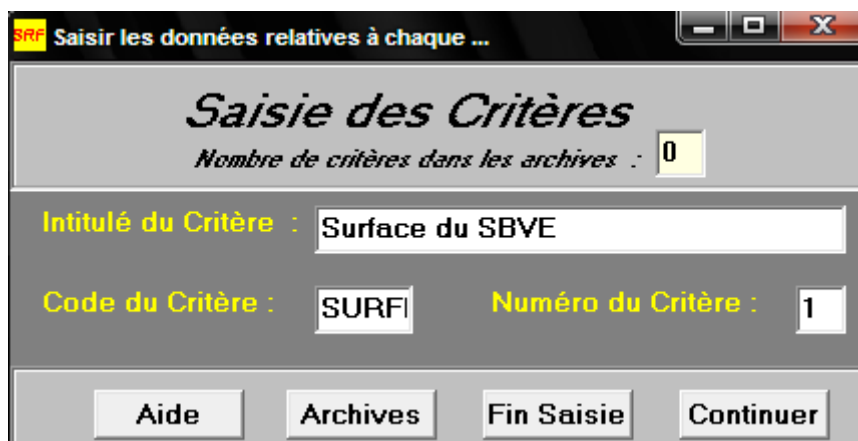 SRF Saisir les données relatives à chaque ...
Saisie des Critères
Nombre de critères dans les archives : 0
Intitulé du Critère : Surface du SBVE
Code du Critère : Numéro du Critère : 1
Aide Archives Fin Saisie Continuer